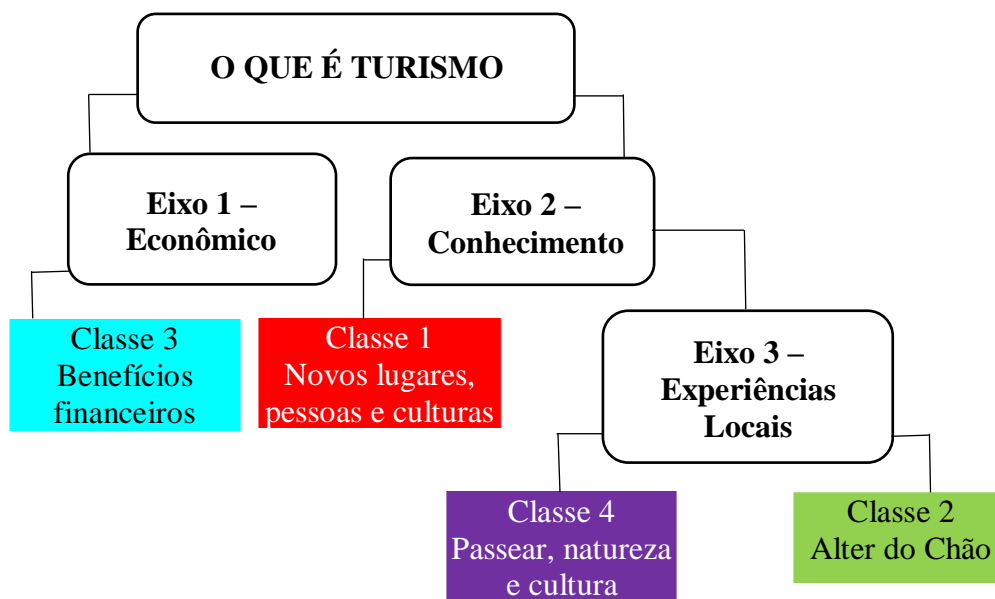 O QUE É TURISMO
Eixo 1 –
Econômico
Eixo 2 –
Conhecimento
Classe 3
Benefícios
financeiros
Classe 1
Novos lugares,
pessoas e culturas
Eixo 3 –
Experiências
Locais
Classe 4
Passear, natureza
e cultura
Classe 2
Alter do Chão